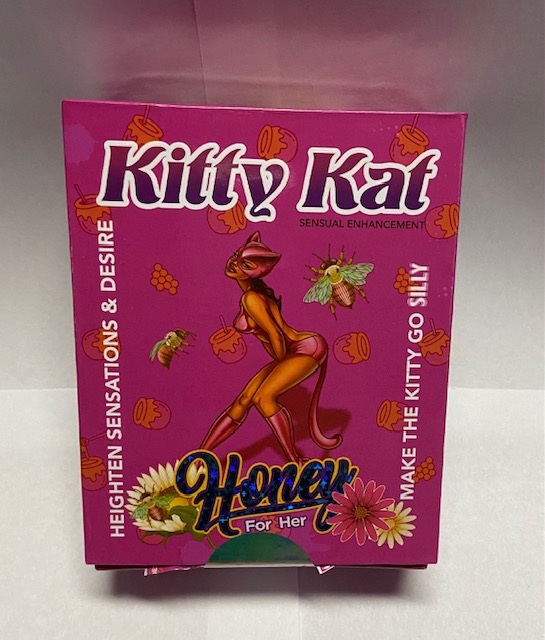 Kitty Kat
SENSUAL ENHANCEMENT
HEIGHTEN SENSATIONS & DESIRE
MAKE THE KITTY GO SILLY
Honey
For Her